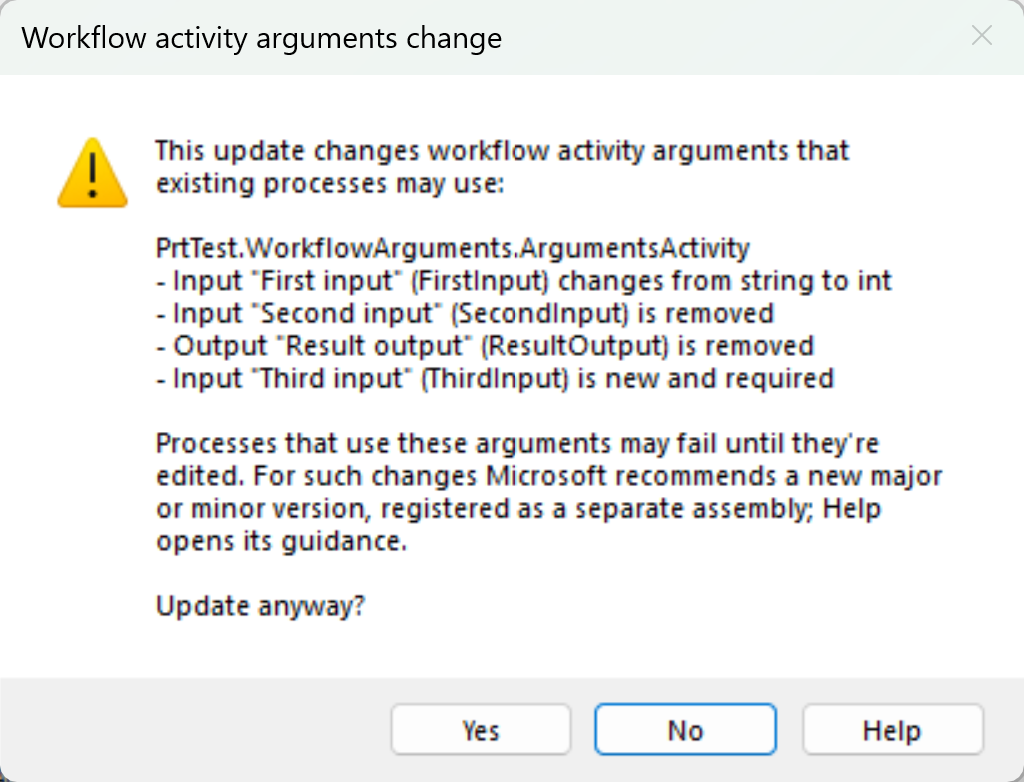 Workflow activity arguments change
This update changes workflow activity arguments that
existing processes may use:
PrtTest.WorkflowArguments.ArgumentsActivity
- Input "First input" (FirstInput) changes from string to int
- Input "Second input" (SecondInput) is removed
- Output "Result output" (ResultOutput) is removed
- Input "Third input" (ThirdInput) is new and required
Processes that use these arguments may fail until they're
edited. For such changes Microsoft recommends a new major
or minor version, registered as a separate assembly; Help
opens its guidance.
Update anyway?
Yes No Help